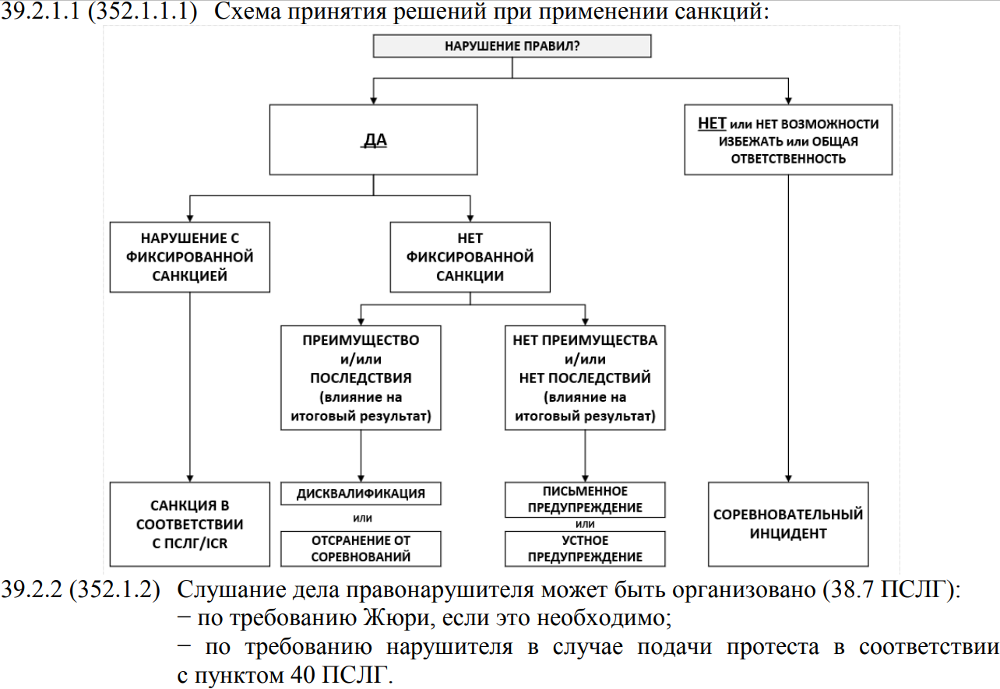 39.2.1.1 (352.1.1.1) Схема принятия решений при применении санкций:
НАРУШЕНИЕ ПРАВИЛ?
ДА
НЕТ или НЕТ ВОЗМОЖНОСТИ
ИЗБЕЖАТЬ или ОБЩАЯ
ОТВЕТСТВЕННОСТЬ
НАРУШЕНИЕ С
ФИКСИРОВАННОЙ
САНКЦИЕЙ
НЕТ
ФИКСИРОВАННОЙ
САНКЦИИ
ПРЕИМУЩЕСТВО
и/или
ПОСЛЕДСТВИЯ
(влияние на
итоговый результат)
НЕТ ПРЕИМУЩЕСТВА
и/или
НЕТ ПОСЛЕДСТВИЙ
(влияние на
итоговый результат)
САНКЦИЯ В
СООТВЕТСТВИИ
С ПСЛГ/ICR
ДИСКВАЛИФИКАЦИЯ
или
ОТСРАНЕНИЕ ОТ
СОРЕВНОВАНИЙ
ПИСЬМЕННОЕ
ПРЕДУПРЕЖДЕНИЕ
или
УСТНОЕ
ПРЕДУПРЕЖДЕНИЕ
СОРЕВНОВАТЕЛЬНЫЙ
ИНЦИДЕНТ
39.2.2 (352.1.2) Слушание дела правонарушителя может быть организовано (38.7 ПСЛГ):
− по требованию Жюри, если это необходимо;
− по требованию нарушителя в случае подачи протеста в соответствии
с пунктом 40 ПСЛГ.